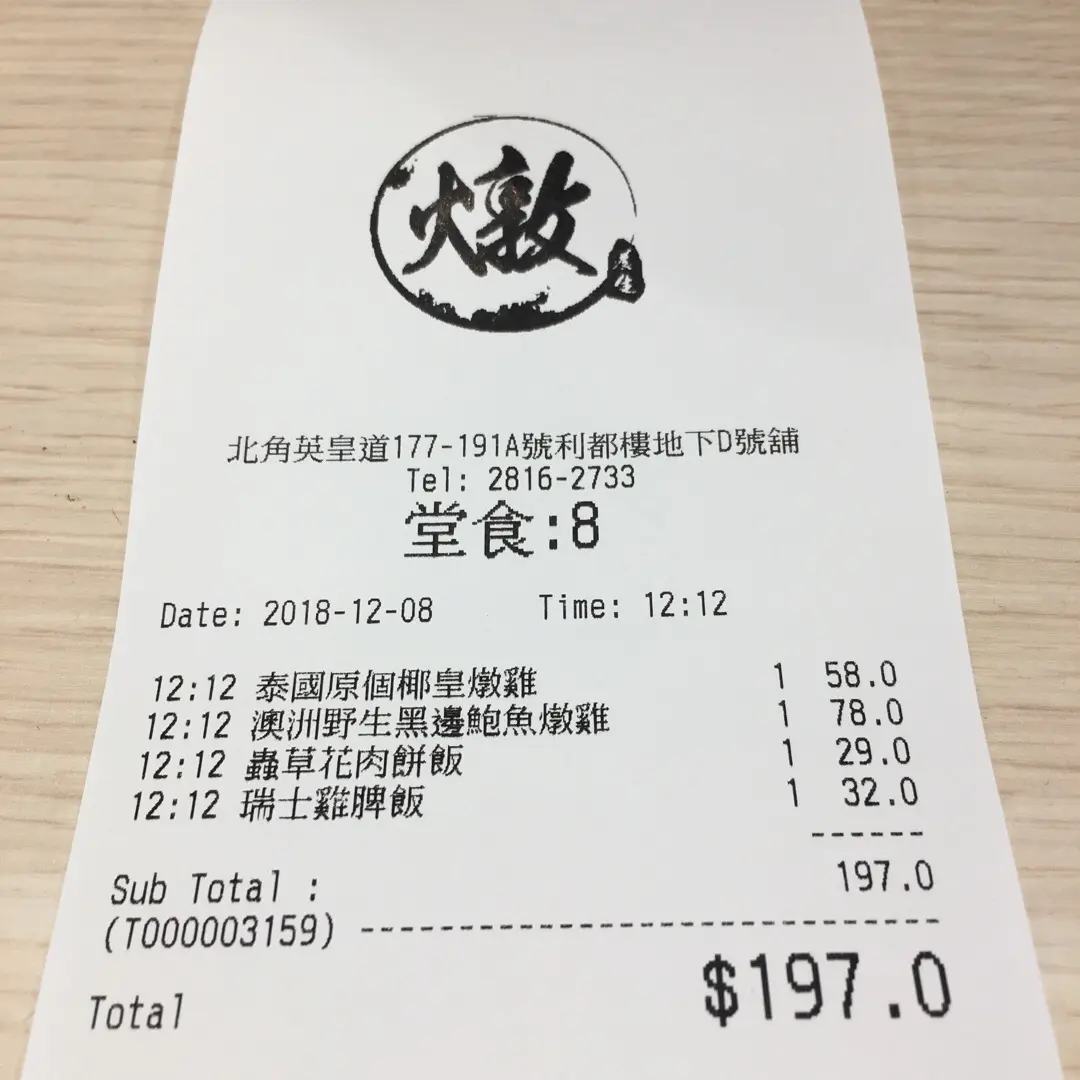 燉
養生
北角英皇道177-191A號利都樓地下D號舖
Tel: 2816-2733
堂食:8
Date: 2018-12-08 Time: 12:12
12:12 泰國原個椰皇燉雞 1 58.0
12:12 澳洲野生黑邊鮑魚燉雞 1 78.0
12:12 蟲草花肉餅飯 1 29.0
12:12 瑞士雞脾飯 1 32.0
------
Sub Total : 197.0
(T000003159) ------------------------------
Total $197.0